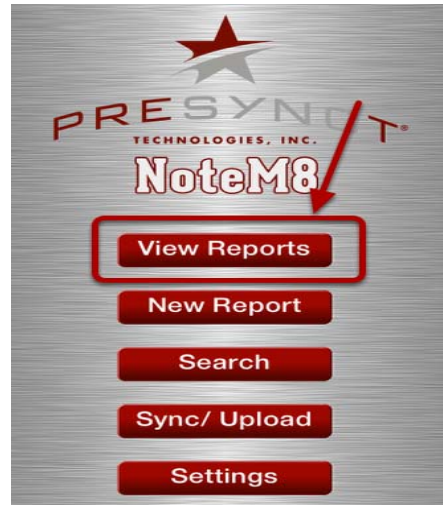 PRESYNCT®
TECHNOLOGIES, INC.
NoteM8
View Reports
New Report
Search
Sync/ Upload
Settings